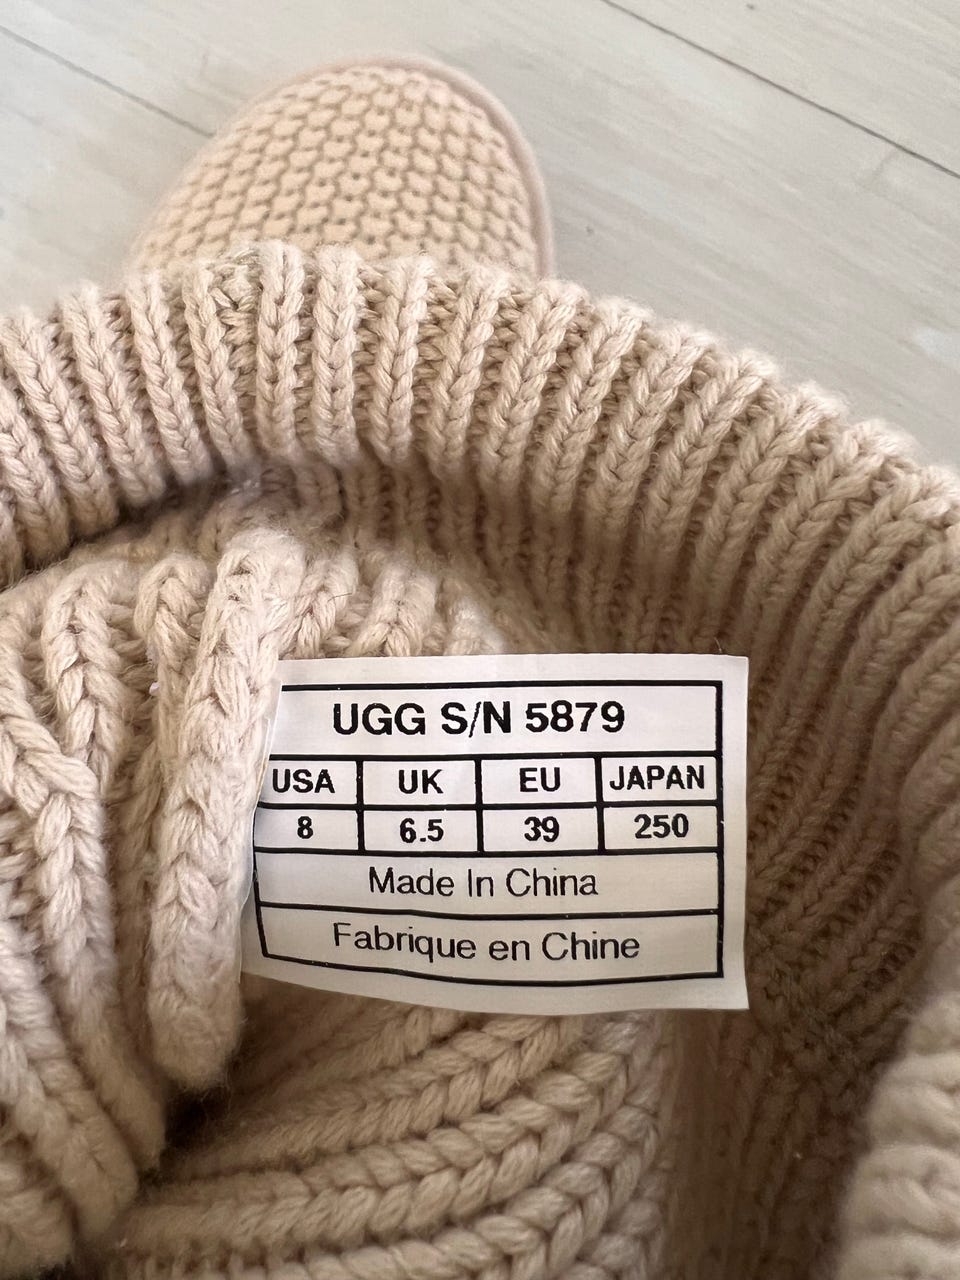 UGG S/N 5879
USA UK EU JAPAN
8 6.5 39 250
Made In China
Fabrique en Chine